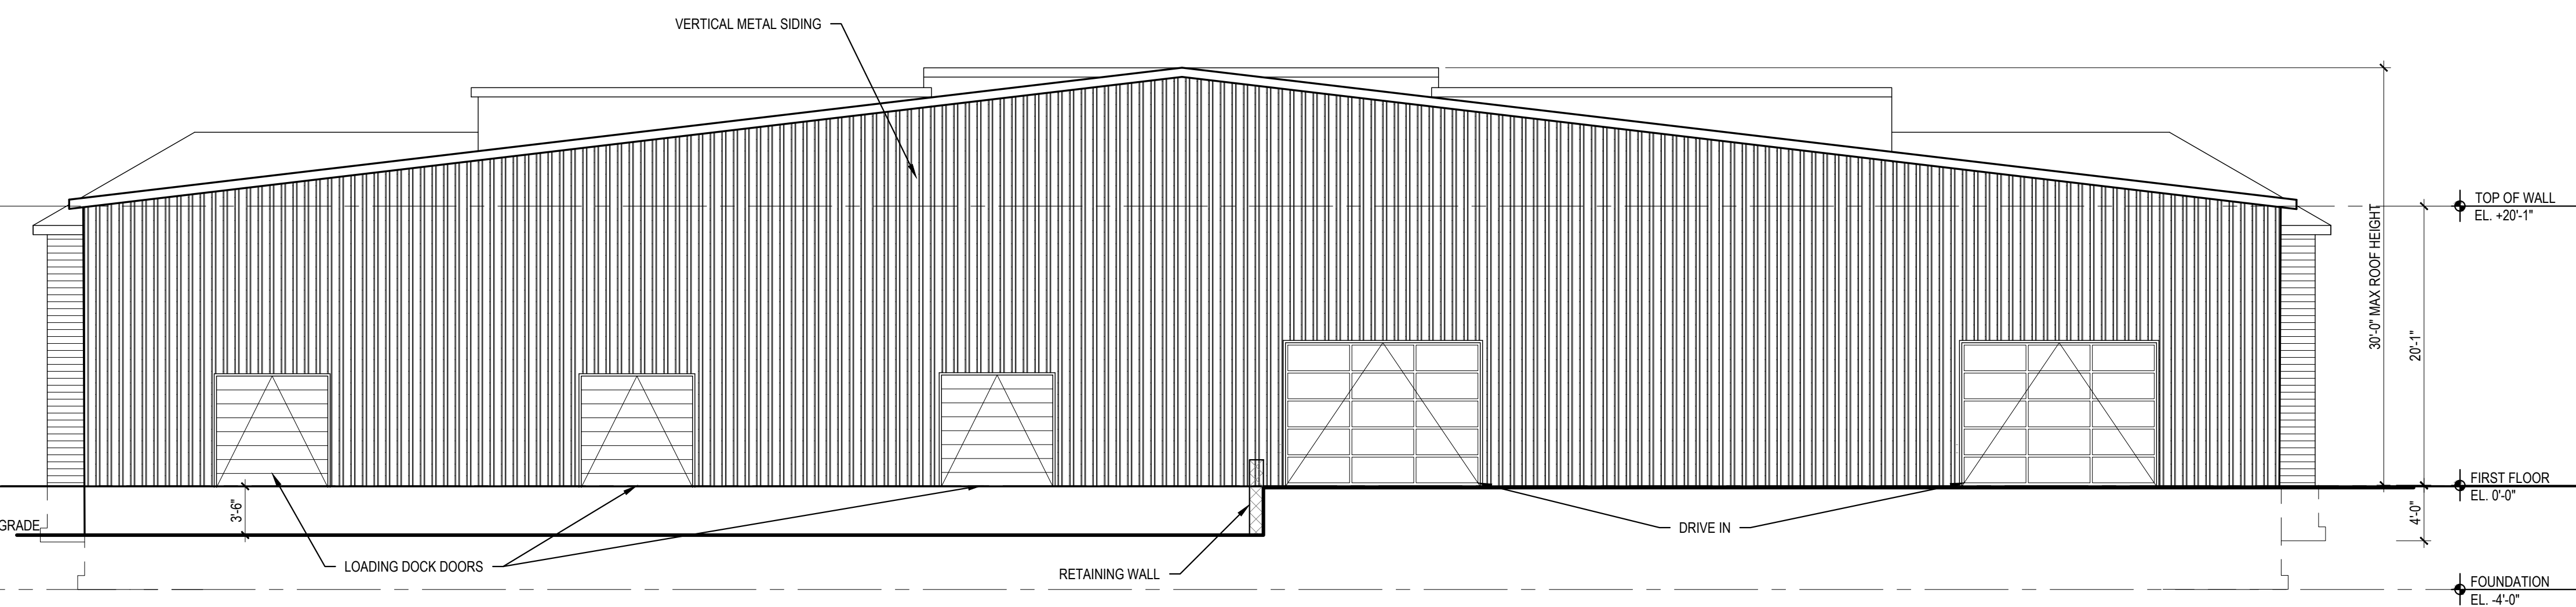 VERTICAL METAL SIDING
TOP OF WALL
EL. +20'-1"
30'-0" MAX ROOF HEIGHT
20'-1"
FIRST FLOOR
EL. 0'-0"
3'-6"
4'-0"
GRADE
DRIVE IN
LOADING DOCK DOORS
RETAINING WALL
FOUNDATION
EL. -4'-0"